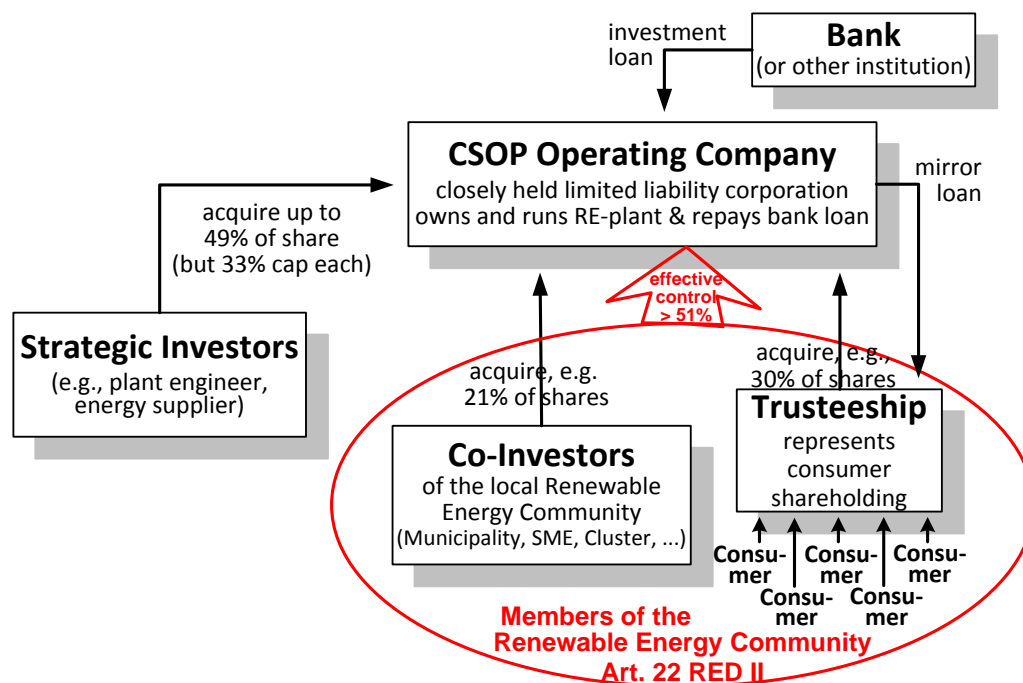 investment
loan
Bank
(or other institution)
CSOP Operating Company
closely held limited liability corporation
owns and runs RE-plant & repays bank loan
mirror
loan
acquire up to
49% of share
(but 33% cap each)
effective
control
> 51%
Strategic Investors
(e.g., plant engineer,
energy supplier)
acquire, e.g.
21% of shares
acquire, e.g.,
30% of shares
Co-Investors
of the local Renewable
Energy Community
(Municipality, SME, Cluster, ...)
Trusteeship
represents
consumer
shareholding
Consu-
mer
Consu-
mer
Consu-
mer
Consu-
mer
Consu-
mer
Members of the
Renewable Energy Community
Art. 22 RED II